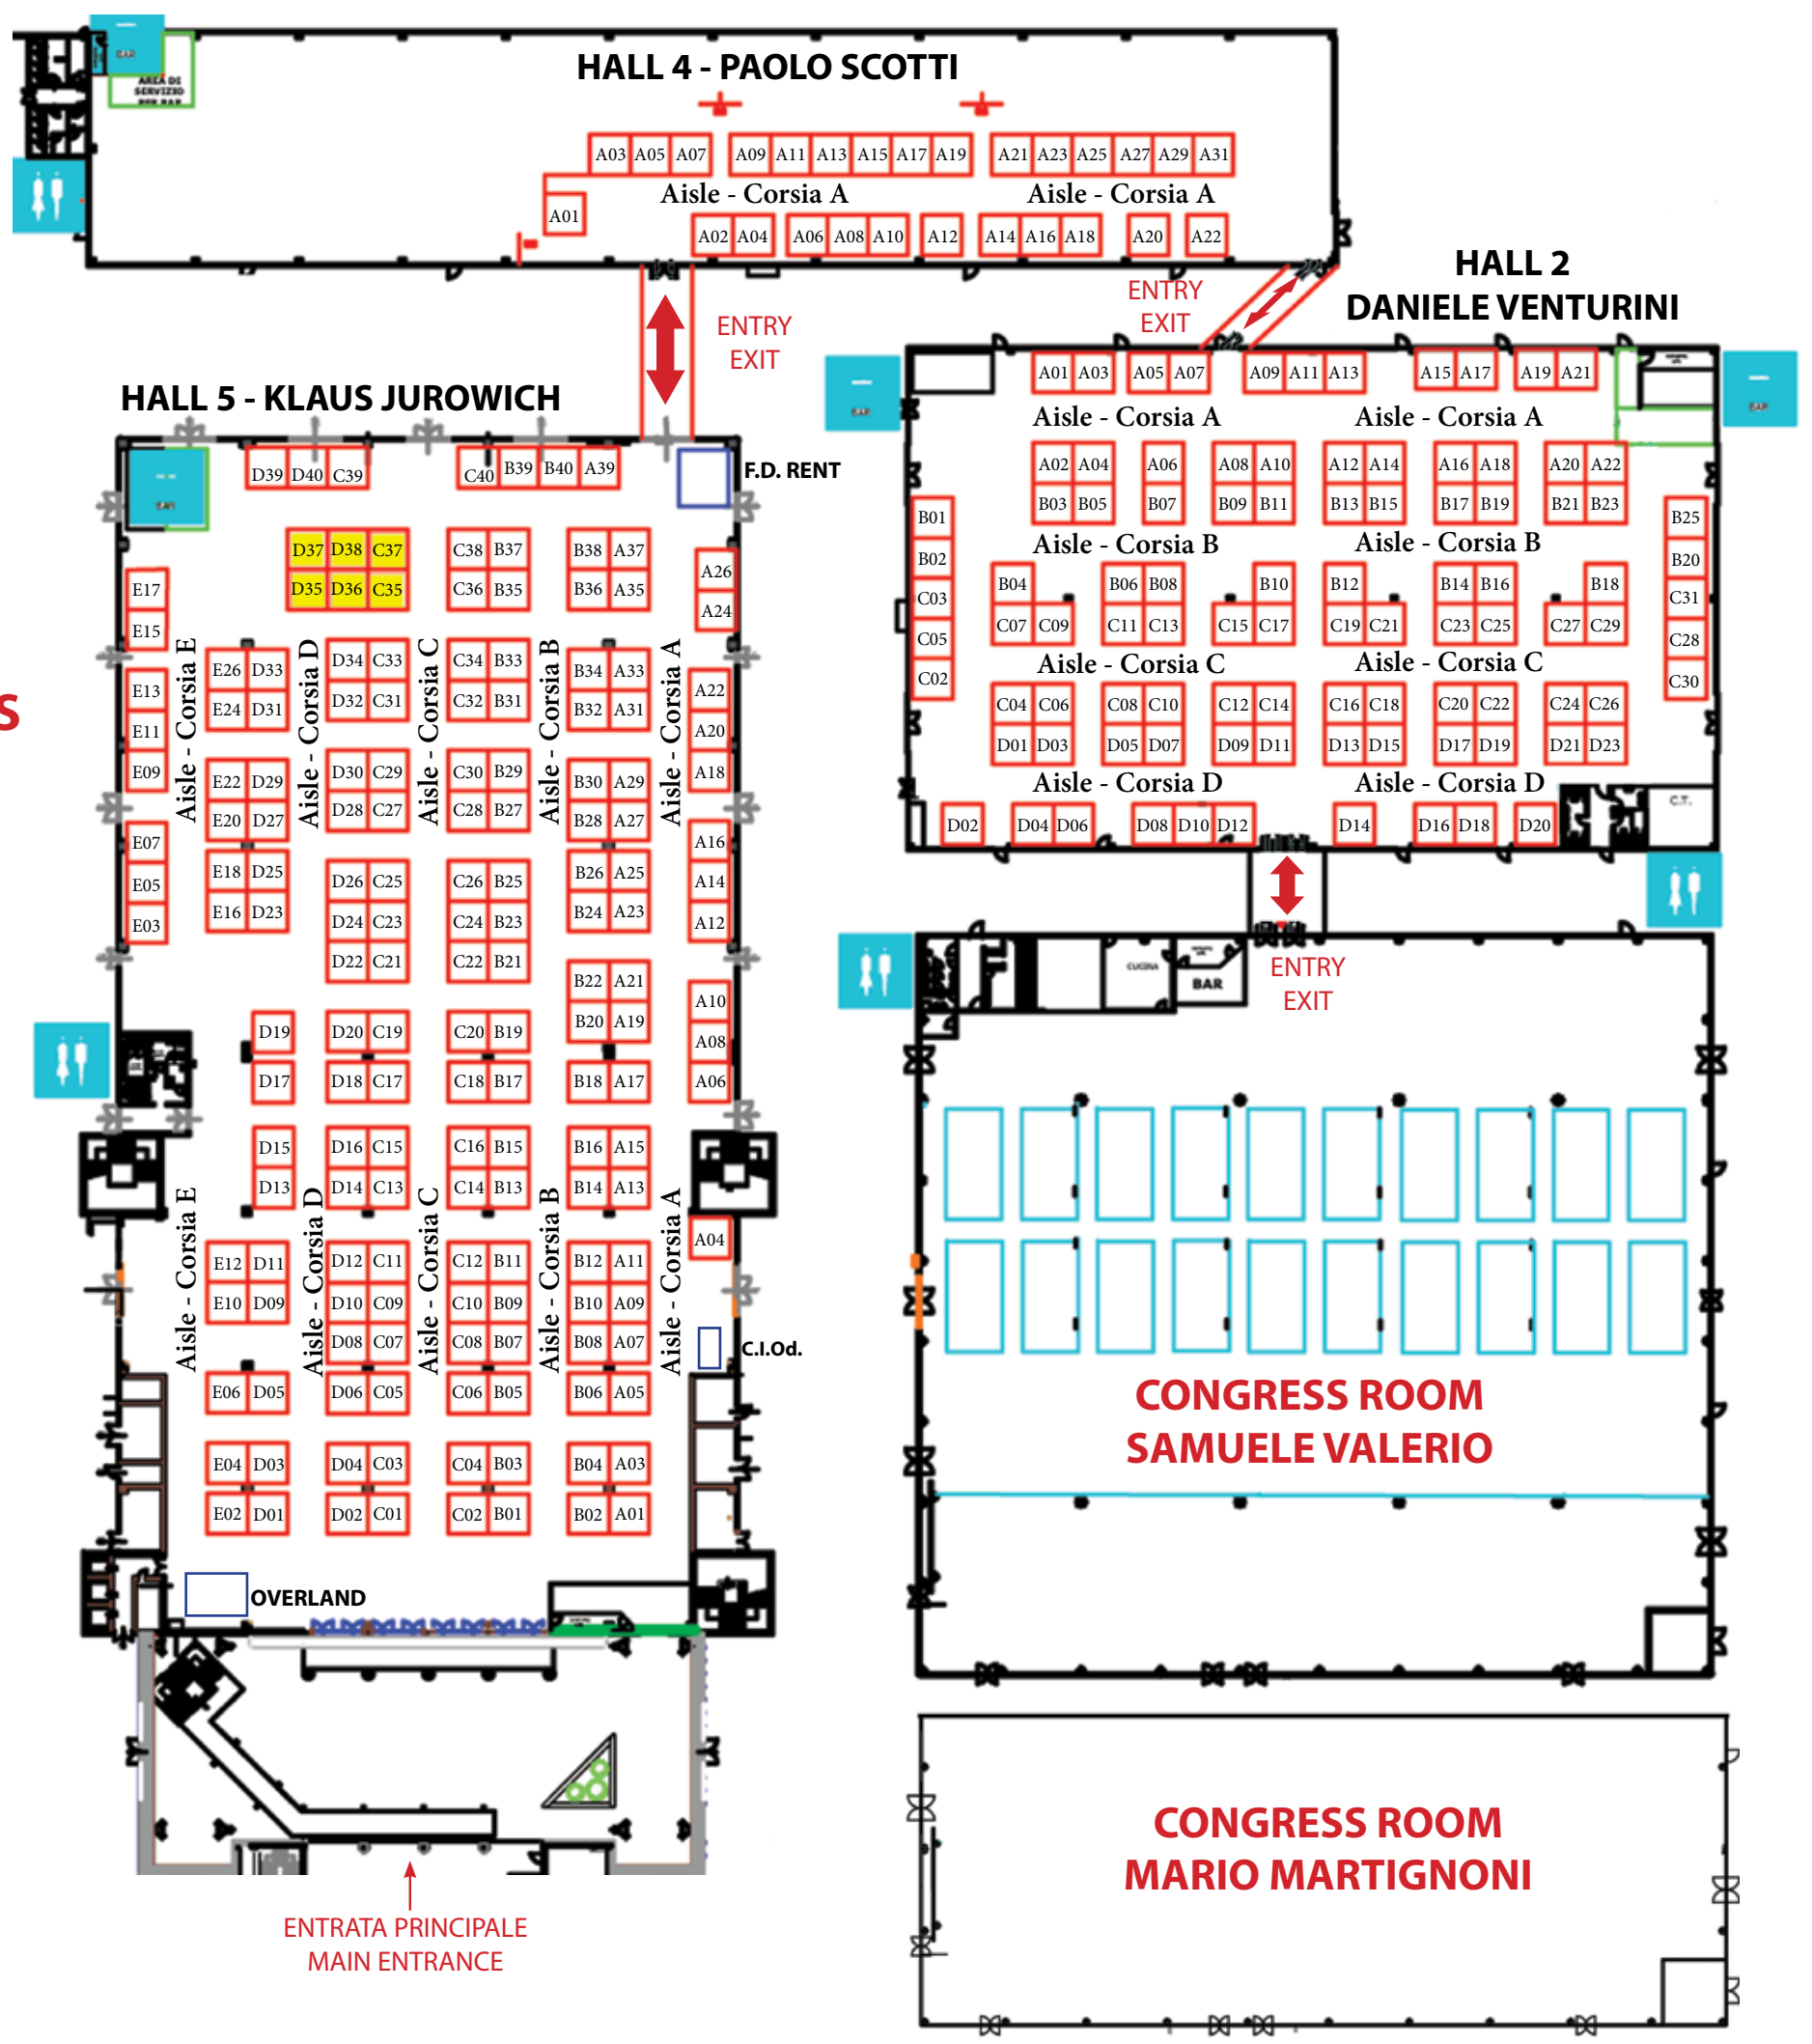 HALL 4 - PAOLO SCOTTI
BAR
AREA DI
SERVIZIO
PER BAR
A03 A05 A07 A09 A11 A13 A15 A17 A19 A21 A23 A25 A27 A29 A31
Aisle - Corsia A Aisle - Corsia A
A01
A02 A04 A06 A08 A10 A12 A14 A16 A18 A20 A22
ENTRY
EXIT
ENTRY
EXIT
HALL 2
DANIELE VENTURINI
BAR
BAR
A01 A03 A05 A07 A09 A11 A13 A15 A17 A19 A21
Aisle - Corsia A Aisle - Corsia A
A02 A04 A06 A08 A10 A12 A14 A16 A18 A20 A22
B03 B05 B07 B09 B11 B13 B15 B17 B19 B21 B23
B01
B02
C03
C05
C02
B25
B20
C31
C28
C30
Aisle - Corsia B Aisle - Corsia B
B04 B06 B08 B10 B12 B14 B16 B18
C07 C09 C11 C13 C15 C17 C19 C21 C23 C25 C27 C29
Aisle - Corsia C Aisle - Corsia C
C04 C06 C08 C10 C12 C14 C16 C18 C20 C22 C24 C26
D01 D03 D05 D07 D09 D11 D13 D15 D17 D19 D21 D23
Aisle - Corsia D Aisle - Corsia D
C.T.
D02 D04 D06 D08 D10 D12 D14 D16 D18 D20
HALL 5 - KLAUS JUROWICH
F.D. RENT
BAR
D39 D40 C39 C40 B39 B40 A39
D37 D38 C37 C38 B37 B38 A37
D35 D36 C35 C36 B35 B36 A35
A26
A24
E17
E15
S
Aisle - Corsia E
Aisle - Corsia D
Aisle - Corsia C
Aisle - Corsia B
Aisle - Corsia A
E26 D33 D34 C33 C34 B33 B34 A33
E24 D31 D32 C31 C32 B31 B32 A31
E13
E11
E09
A22
A20
A18
E22 D29 D30 C29 C30 B29 B30 A29
E20 D27 D28 C27 C28 B27 B28 A27
E07
E05
E03
A16
A14
A12
E18 D25 D26 C25 C26 B25 B26 A25
E16 D23 D24 C23 C24 B23 B24 A23
D22 C21 C22 B21
B22 A21
B20 A19
A10
A08
A06
D19 D20 C19 C20 B19
D17 D18 C17 C18 B17 B18 A17
D15 D16 C15 C16 B15 B16 A15
D13 D14 C13 C14 B13 B14 A13
Aisle - Corsia E
Aisle - Corsia D
Aisle - Corsia C
Aisle - Corsia B
Aisle - Corsia A
A04
E12 D11 D12 C11 C12 B11 B12 A11
E10 D09 D10 C09 C10 B09 B10 A09
D08 C07 C08 B07 B08 A07
C.I.Od.
E06 D05 D06 C05 C06 B05 B06 A05
E04 D03 D04 C03 C04 B03 B04 A03
E02 D01 D02 C01 C02 B01 B02 A01
OVERLAND
ENTRATA PRINCIPALE
MAIN ENTRANCE
CUCINA
BAR
ENTRY
EXIT
CONGRESS ROOM
SAMUELE VALERIO
CONGRESS ROOM
MARIO MARTIGNONI